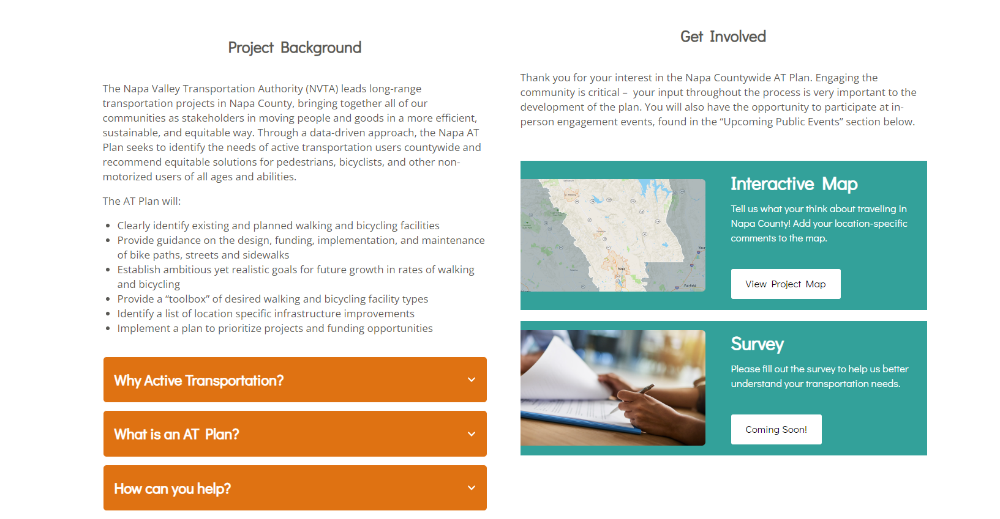 Project Background
The Napa Valley Transportation Authority (NVTA) leads long-range
transportation projects in Napa County, bringing together all of our
communities as stakeholders in moving people and goods in a more efficient,
sustainable, and equitable way. Through a data-driven approach, the Napa AT
Plan seeks to identify the needs of active transportation users countywide and
recommend equitable solutions for pedestrians, bicyclists, and other non-
motorized users of all ages and abilities.
The AT Plan will:
• Clearly identify existing and planned walking and bicycling facilities
• Provide guidance on the design, funding, implementation, and maintenance
of bike paths, streets and sidewalks
• Establish ambitious yet realistic goals for future growth in rates of walking
and bicycling
• Provide a “toolbox” of desired walking and bicycling facility types
• Identify a list of location specific infrastructure improvements
• Implement a plan to prioritize projects and funding opportunities
Why Active Transportation?
What is an AT Plan?
How can you help?
Get Involved
Thank you for your interest in the Napa Countywide AT Plan. Engaging the
community is critical – your input throughout the process is very important to the
development of the plan. You will also have the opportunity to participate at in-
person engagement events, found in the “Upcoming Public Events” section below.
Napa
Fairfield
Interactive Map
Tell us what your think about traveling in
Napa County! Add your location-specific
comments to the map.
View Project Map
Survey
Please fill out the survey to help us better
understand your transportation needs.
Coming Soon!